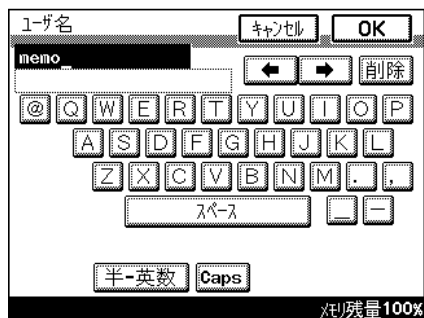 ﾕｰｻﾞ名 ｷｬﾝｾﾙ OK
memo_ ← → 削除
@ Q W E R T Y U I O P
A S D F G H J K L
Z X C V B N M . ,
ｽﾍﾟｰｽ _ ー
半-英数 Caps
ﾒﾓﾘ残量100%